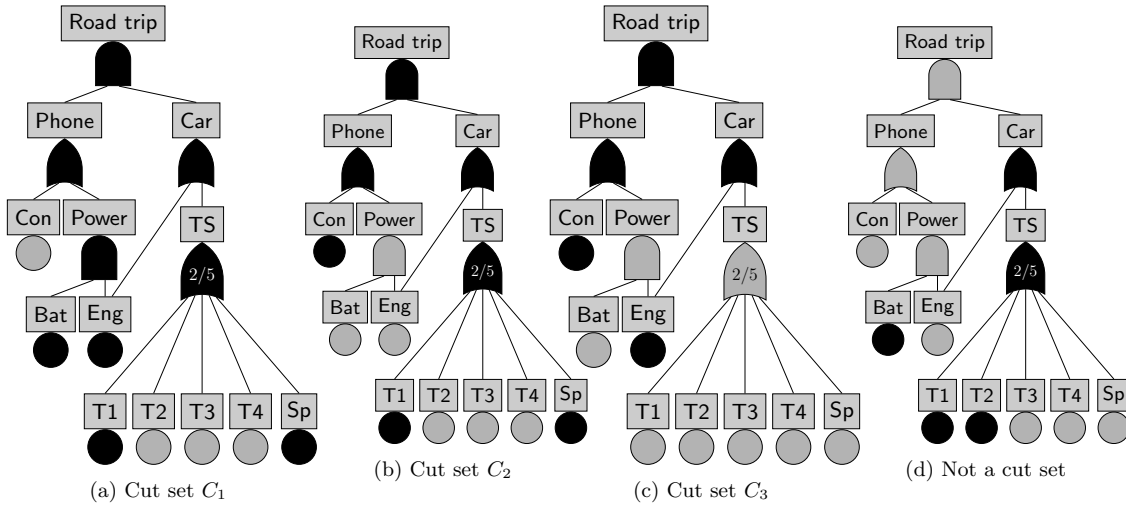 Road trip
Phone Car
Con Power TS
2/5
Bat Eng
T1 T2 T3 T4 Sp
(a) Cut set C₁
Road trip
Phone Car
Con Power TS
2/5
Bat Eng
T1 T2 T3 T4 Sp
(b) Cut set C₂
Road trip
Phone Car
Con Power TS
2/5
Bat Eng
T1 T2 T3 T4 Sp
(c) Cut set C₃
Road trip
Phone Car
Con Power TS
2/5
Bat Eng
T1 T2 T3 T4 Sp
(d) Not a cut set